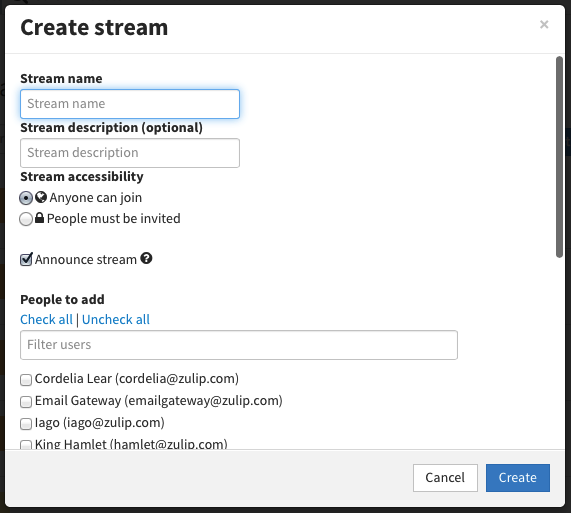 Create stream
×
Stream name
Stream name
Stream description (optional)
Stream description
Stream accessibility
Anyone can join
People must be invited
Announce stream ?
People to add
Check all | Uncheck all
Filter users
Cordelia Lear (cordelia@zulip.com)
Email Gateway (emailgateway@zulip.com)
Iago (iago@zulip.com)
King Hamlet (hamlet@zulip.com)
Cancel Create